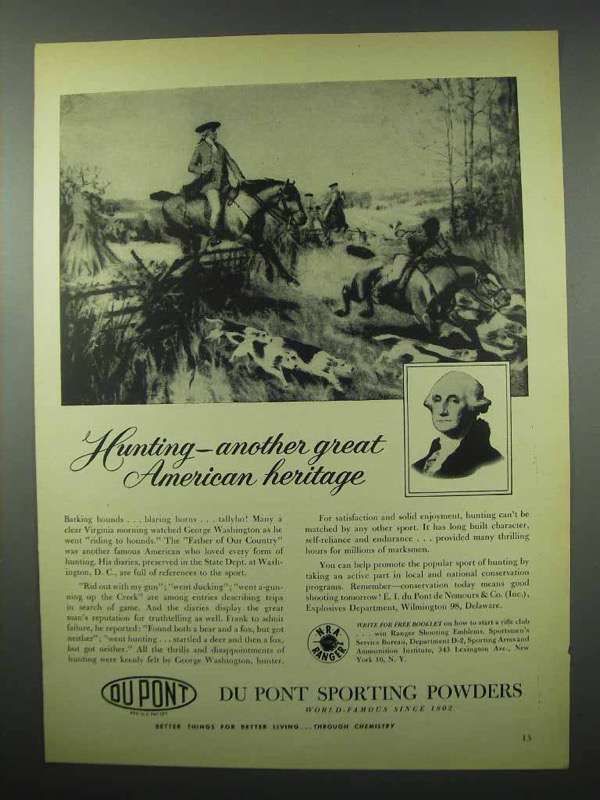 Hunting—another great
American heritage
Barking hounds . . . blaring horns . . . tallyho! Many a
clear Virginia morning watched George Washington as he
went "riding to hounds." The "Father of Our Country"
was another famous American who loved every form of
hunting. His diaries, preserved in the State Dept. at Wash-
ington, D. C., are full of references to the sport.
"Rid out with my gun"; "went ducking"; "went a-gun-
ning up the Creek" are among entries describing trips
in search of game. And the diaries display the great
man's reputation for truthtelling as well. Frank to admit
failure, he reported: "Found both a bear and a fox, but got
neither"; "went hunting . . . startled a deer and then a fox,
but got neither." All the thrills and disappointments of
hunting were keenly felt by George Washington, hunter.
For satisfaction and solid enjoyment, hunting can't be
matched by any other sport. It has long built character,
self-reliance and endurance . . . provided many thrilling
hours for millions of marksmen.
You can help promote the popular sport of hunting by
taking an active part in local and national conservation
programs. Remember—conservation today means good
shooting tomorrow! E. I. du Pont de Nemours & Co. (Inc.),
Explosives Department, Wilmington 98, Delaware.
N.R.A.
RANGER
WRITE FOR FREE BOOKLET on how to start a rifle club
. . . win Ranger Shooting Emblems. Sportsmen's
Service Bureau, Department D-2, Sporting Arms and
Ammunition Institute, 343 Lexington Ave., New
York 16, N. Y.
DU PONT
REG. U.S. PAT. OFF.
DU PONT SPORTING POWDERS
WORLD-FAMOUS SINCE 1802
BETTER THINGS FOR BETTER LIVING . . . THROUGH CHEMISTRY
13